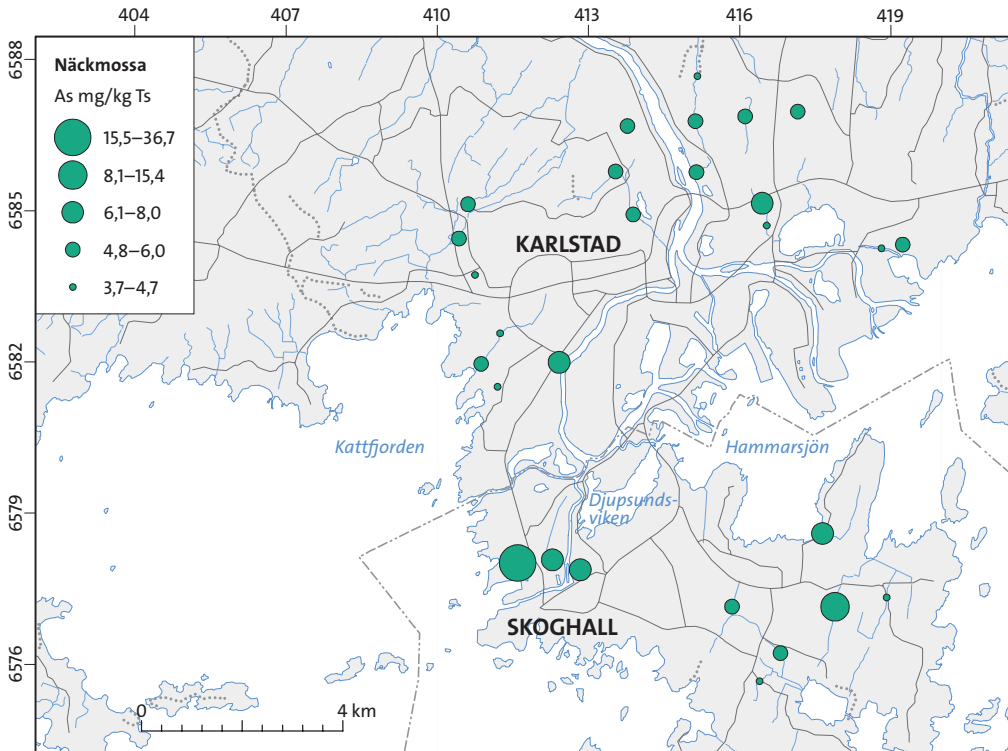 404 407 410 413 416 419
6588
Näckmossa
As mg/kg Ts
15,5–36,7
8,1–15,4
6,1–8,0
4,8–6,0
3,7–4,7
6585
KARLSTAD
6582
Kattfjorden
Hammarsjön
6579
Djupsunds-
viken
SKOGHALL
6576
0 4 km